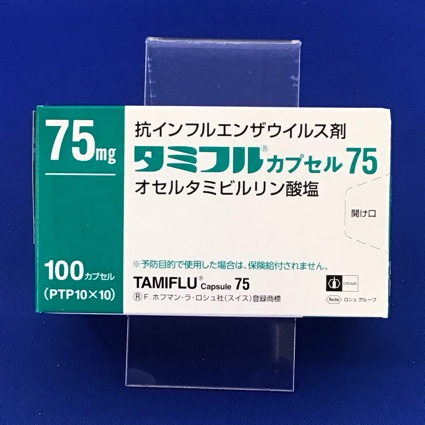 75mg
抗インフルエンザウイルス剤
タミフル®カプセル75
オセルタミビルリン酸塩
開け口
※予防目的で使用した場合は、保険給付されません。
100カプセル
(PTP10×10)
TAMIFLU® Capsule 75
Ⓡ F.ホフマン・ラ・ロシュ社(スイス)登録商標
CHUGAI
Roche ロシュ グループ